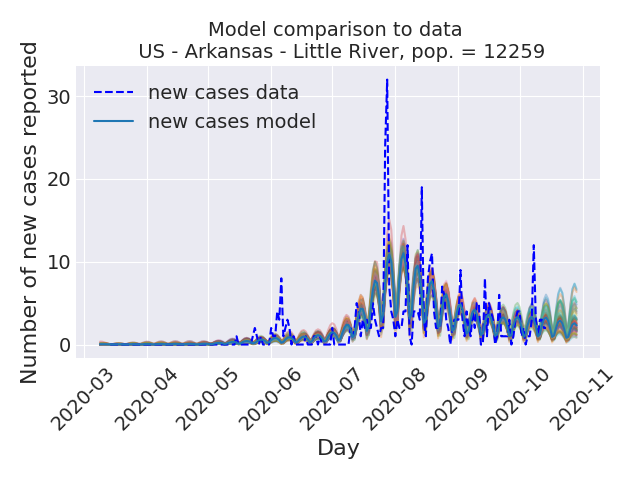 Model comparison to data
US - Arkansas - Little River, pop. = 12259
Number of new cases reported
30
20
10
0
new cases data
new cases model
2020-03
2020-04
2020-05
2020-06
2020-07
2020-08
2020-09
2020-10
2020-11
Day